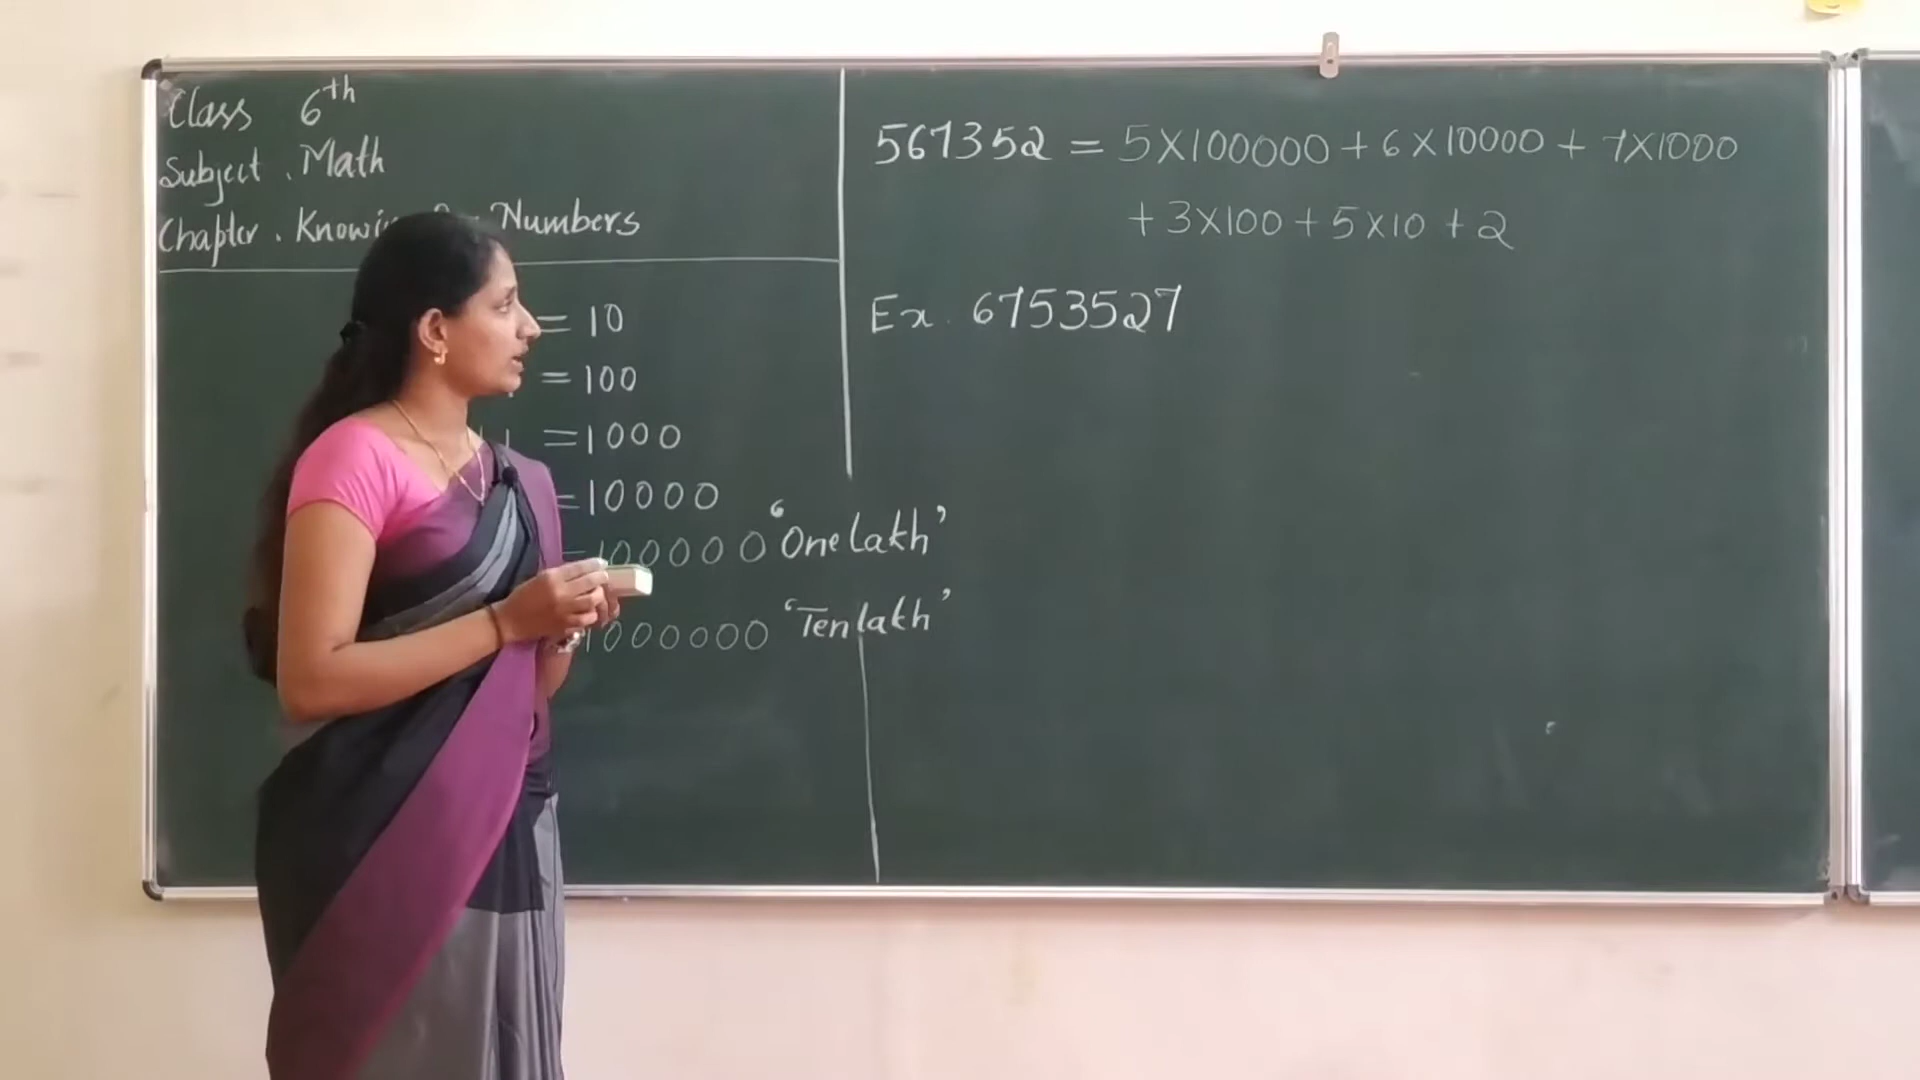 Class 6th
Subject . Math
Chapter . Numbers
= 10
= 100
= 1000
= 10000
= 100000 'One lakh'
1000000 'Ten lakh'
567352 = 5X100000 + 6X10000 + 7X1000
+ 3X100 + 5X10 + 2
Ex . 6753527